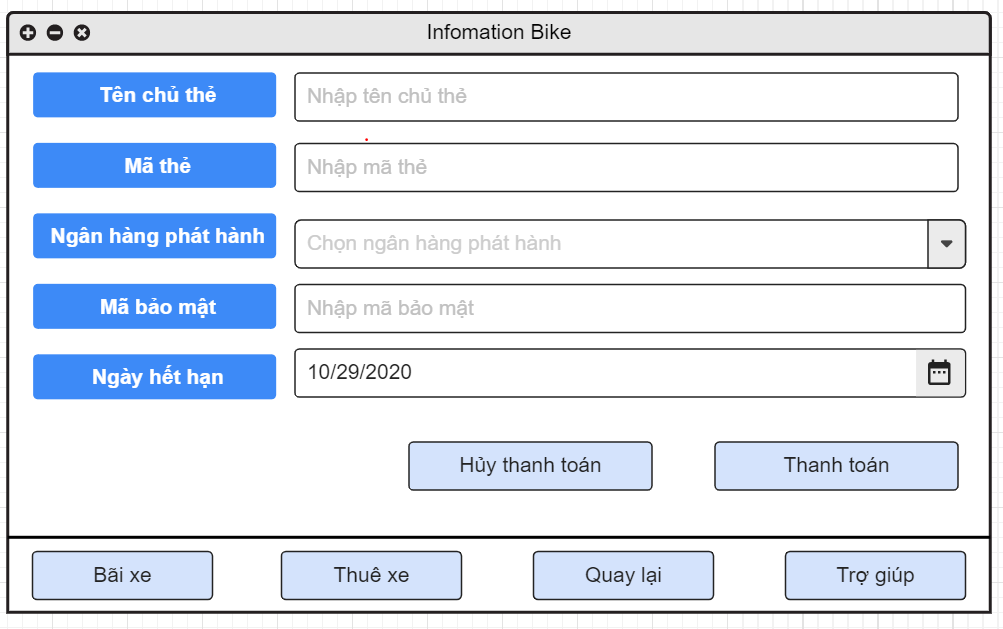 Infomation Bike
Tên chủ thẻ
Nhập tên chủ thẻ
Mã thẻ
Nhập mã thẻ
Ngân hàng phát hành
Chọn ngân hàng phát hành
Mã bảo mật
Nhập mã bảo mật
Ngày hết hạn
10/29/2020
Hủy thanh toán
Thanh toán
Bãi xe
Thuê xe
Quay lại
Trợ giúp